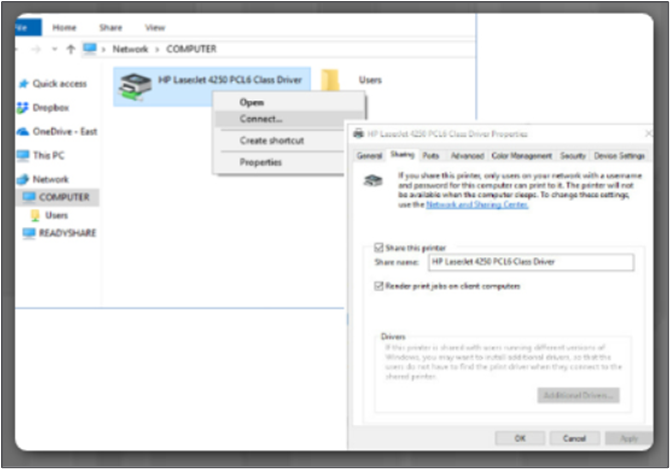 File Home Share View
Network > COMPUTER
Quick access
Dropbox
OneDrive - East
This PC
Network
COMPUTER
Users
READYSHARE
HP LaserJet 4250 PCL6 Class Driver
Users
Open
Connect...
Create shortcut
Properties
HP LaserJet 4250 PCL6 Class Driver Properties
General Sharing Ports Advanced Color Management Security Device Settings
If you share this printer, only users on your network with a username
and password for this computer can print to it. The printer will not
be available when the computer sleeps. To change these settings,
use the Network and Sharing Center.
Share this printer
Share name: HP LaserJet 4250 PCL6 Class Driver
Render print jobs on client computers
Drivers
If this printer is shared with users running different versions of
Windows, you may want to install additional drivers, so that the
users do not have to find the print driver when they connect to the
shared printer.
Additional Drivers...
OK Cancel Apply